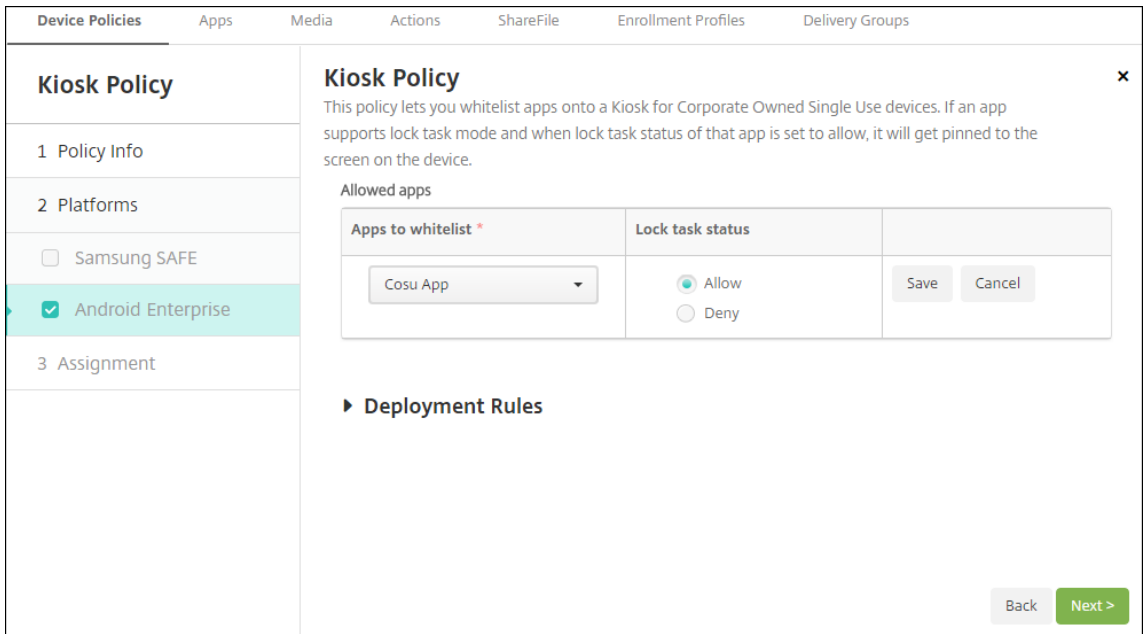 Device Policies Apps Media Actions ShareFile Enrollment Profiles Delivery Groups
Kiosk Policy
1 Policy Info
2 Platforms
Samsung SAFE
Android Enterprise
3 Assignment
Kiosk Policy
×
This policy lets you whitelist apps onto a Kiosk for Corporate Owned Single Use devices. If an app
supports lock task mode and when lock task status of that app is set to allow, it will get pinned to the
screen on the device.
Allowed apps
Apps to whitelist * Lock task status
Cosu App Allow Save Cancel
Deny
Deployment Rules
Back Next >